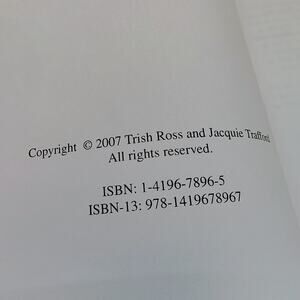 Copyright © 2007 Trish Ross and Jacquie Trafford
All rights reserved.
ISBN: 1-4196-7896-5
ISBN-13: 978-1419678967